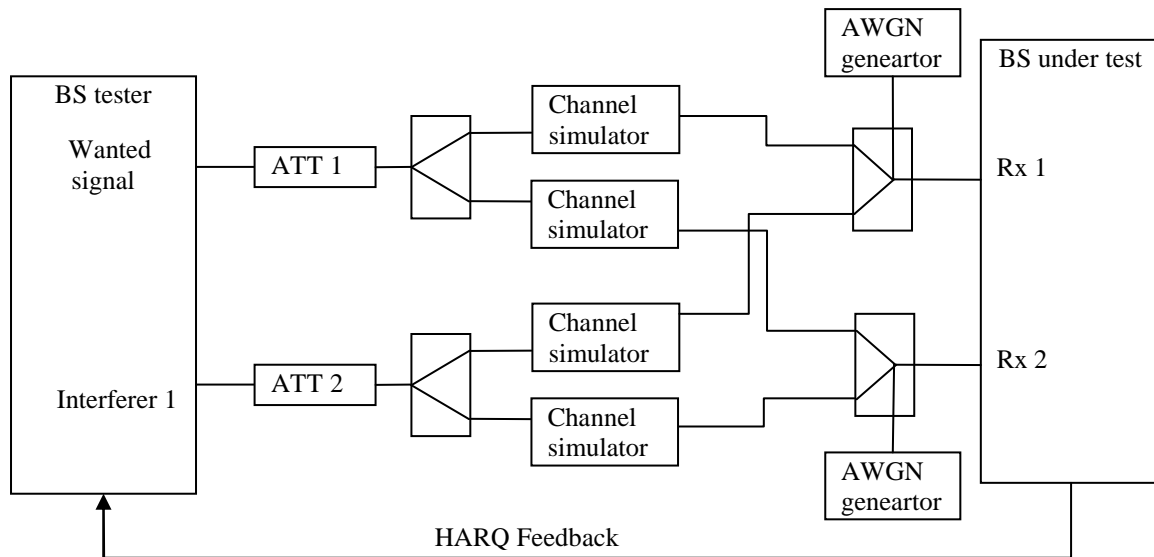 AWGN
geneartor
BS under test
BS tester
Channel
simulator
Wanted
signal
ATT 1
Rx 1
Channel
simulator
Channel
simulator
Rx 2
ATT 2
Interferer 1
Channel
simulator
AWGN
geneartor
HARQ Feedback